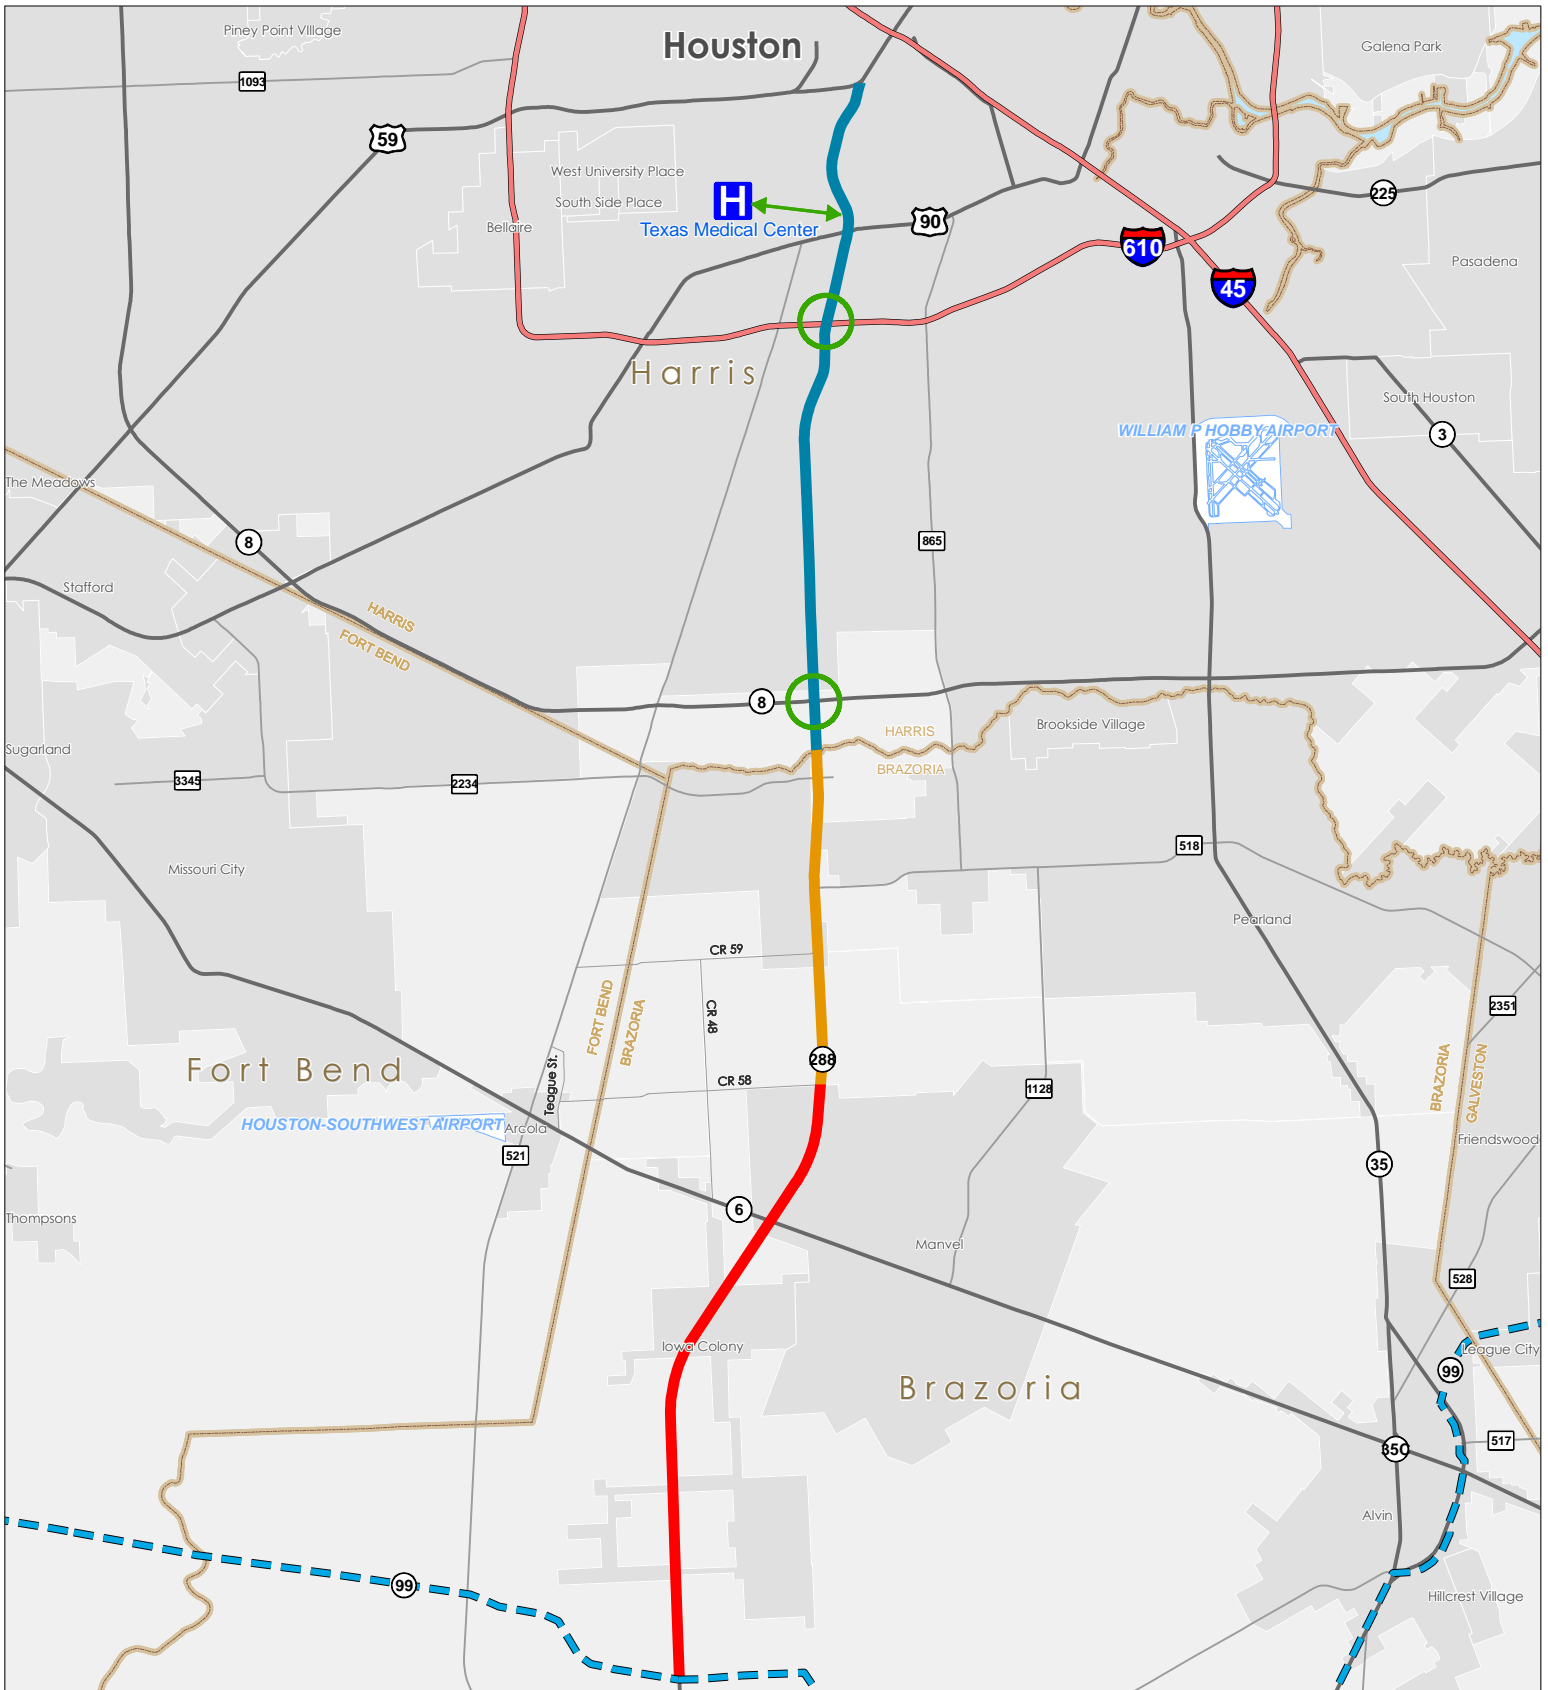 Piney Point VIllage
Houston
Galena Park
1093
59
West University Place
South Side Place
H
225
Bellaire
Texas Medical Center
90
610
Pasadena
45
Harris
South Houston
WILLIAM P HOBBY AIRPORT
3
The Meadows
8
865
Stafford
HARRIS
FORT BEND
8
HARRIS
Brookside Village
Sugarland
BRAZORIA
3345
2234
518
Missouri City
Pearland
CR 59
FORT BEND
BRAZORIA
CR 48
2351
288
Fort Bend
CR 58
Teague St.
1128
BRAZORIA
GALVESTON
HOUSTON-SOUTHWEST AIRPORT
Arcola
Friendswood
521
35
6
Thompsons
Manvel
528
Iowa Colony
League City
99
Brazoria
517
35C
Alvin
99
Hillcrest Village